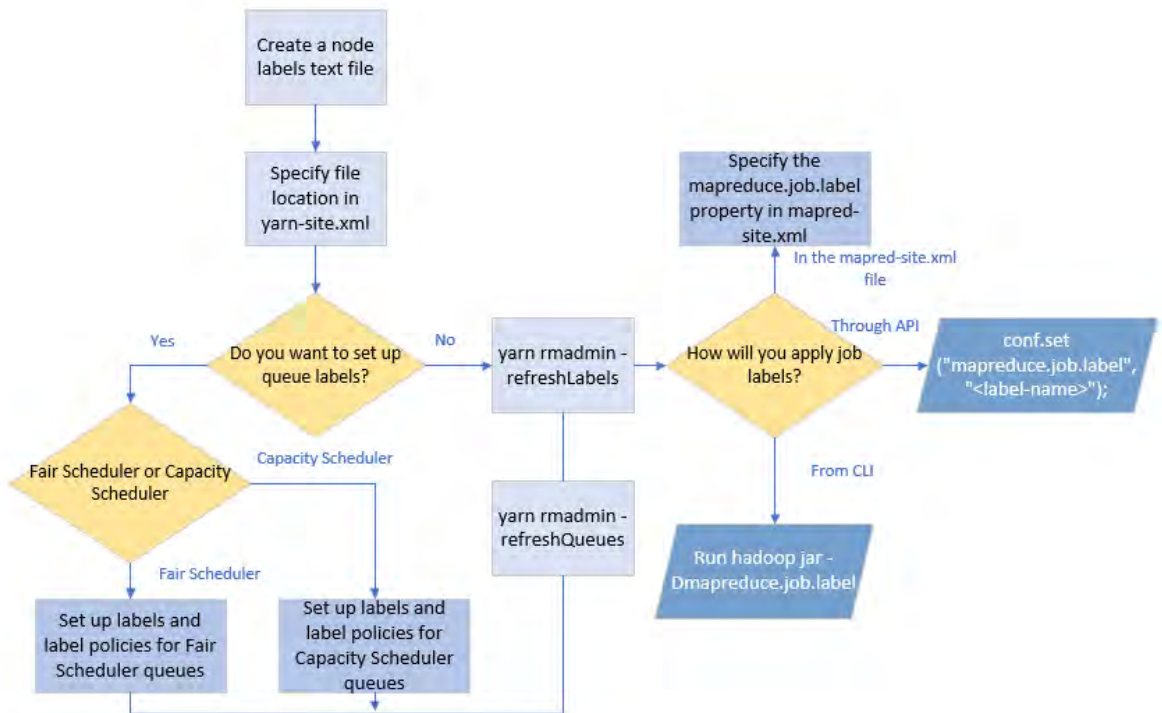 Create a node
labels text file
Specify file
location in
yarn-site.xml
Yes
Do you want to set up
queue labels?
No
yarn rmadmin -
refreshLabels
Specify the
mapreduce.job.label
property in mapred-
site.xml
In the mapred-site.xml
file
Through API
How will you apply job
labels?
conf.set
("mapreduce.job.label",
"<label-name>");
From CLI
Run hadoop jar -
Dmapreduce.job.label
Fair Scheduler or Capacity
Scheduler
Capacity Scheduler
Fair Scheduler
yarn rmadmin -
refreshQueues
Set up labels and
label policies for Fair
Scheduler queues
Set up labels and
label policies for
Capacity Scheduler
queues